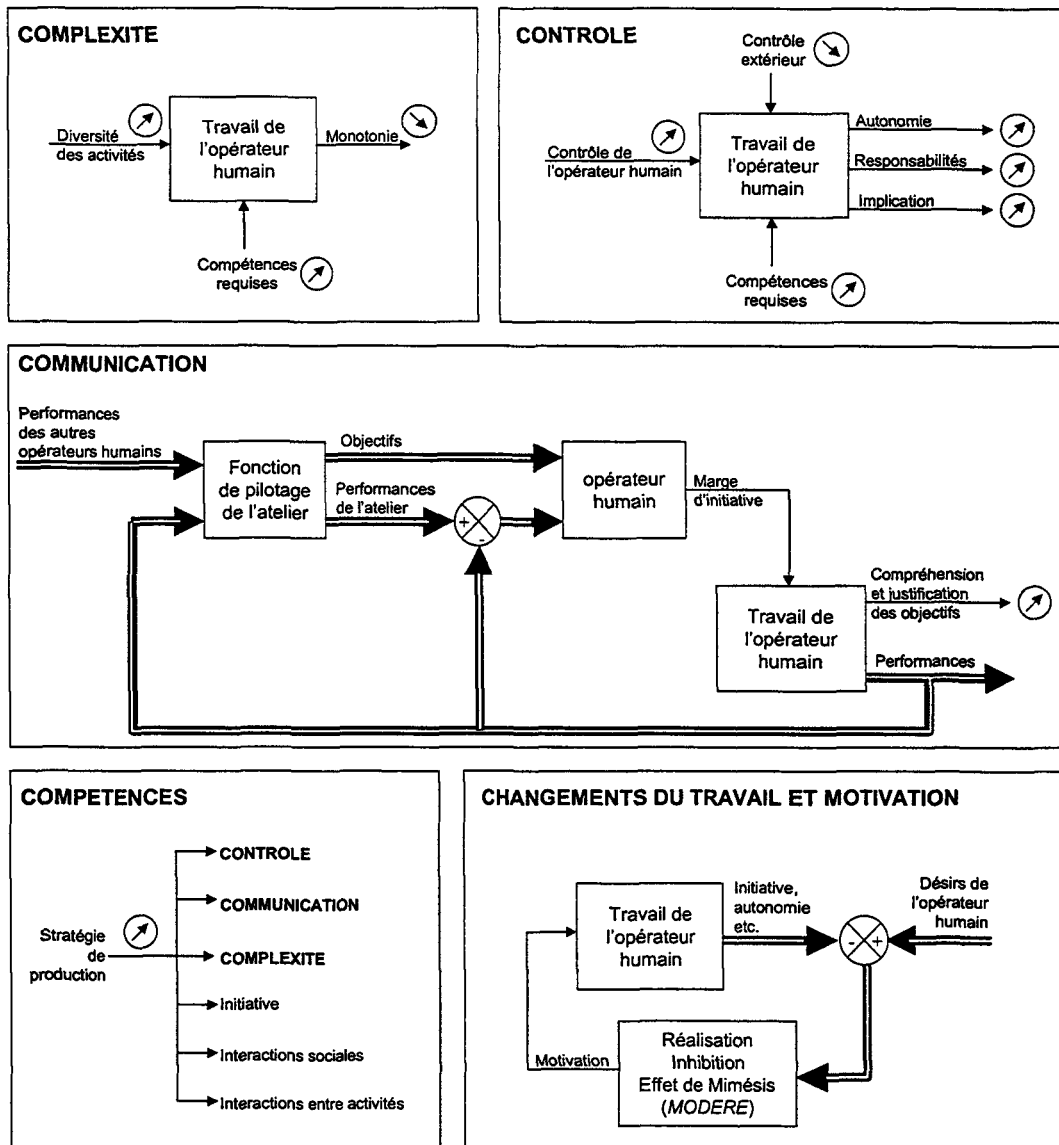 COMPLEXITE
Diversité
des activités
Travail de
l'opérateur
humain
Monotonie
Compétences
requises
CONTROLE
Contrôle
extérieur
Contrôle de
l'opérateur humain
Travail de
l'opérateur
humain
Autonomie
Responsabilités
Implication
Compétences
requises
COMMUNICATION
Performances
des autres
opérateurs humains
Fonction
de pilotage
de l'atelier
Objectifs
Performances
de l'atelier
+
-
opérateur
humain
Marge
d'initiative
Travail de
l'opérateur
humain
Compréhension
et justification
des objectifs
Performances
COMPETENCES
Stratégie
de
production
CONTROLE
COMMUNICATION
COMPLEXITE
Initiative
Interactions sociales
Interactions entre activités
CHANGEMENTS DU TRAVAIL ET MOTIVATION
Travail de
l'opérateur
humain
Initiative,
autonomie
etc.
- +
Désirs de
l'opérateur
humain
Motivation
Réalisation
Inhibition
Effet de Mimésis
(MODERE)